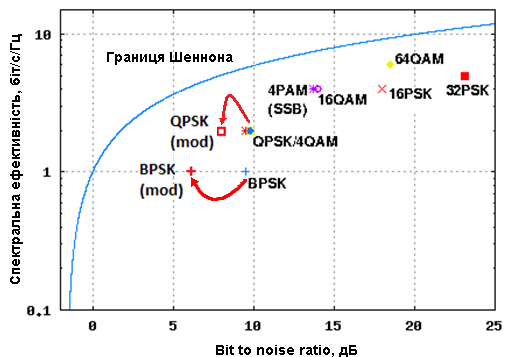 10
1
0.1
Спектральна ефективність, біт/с/Гц
Границя Шеннона
64QAM
4PAM
(SSB)
16QAM
16PSK
32PSK
QPSK
(mod)
QPSK/4QAM
BPSK
(mod)
BPSK
0
5
10
15
20
25
Bit to noise ratio, дБ